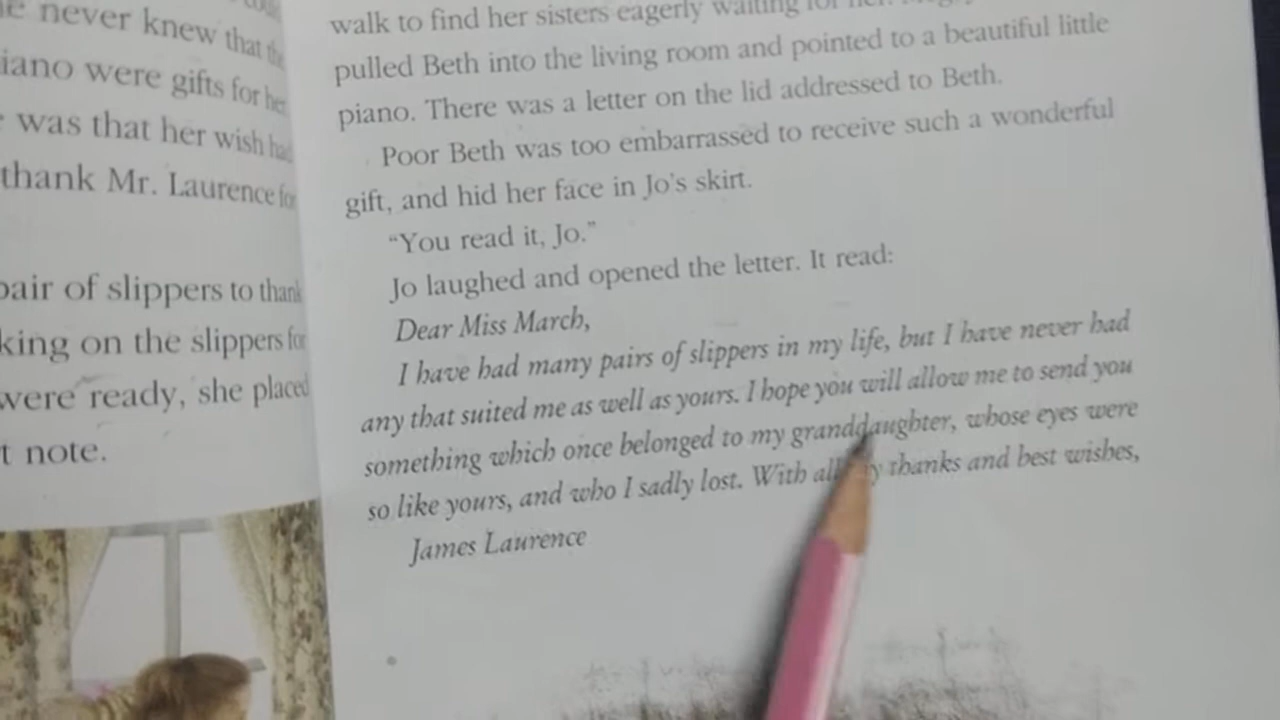 never knew that the
iano were gifts for her
was that her wish had
thank Mr. Laurence for
pair of slippers to thank
king on the slippers for
were ready, she placed
t note.
walk to find her sisters eagerly waiting for her.
pulled Beth into the living room and pointed to a beautiful little
piano. There was a letter on the lid addressed to Beth.
Poor Beth was too embarrassed to receive such a wonderful
gift, and hid her face in Jo's skirt.
“You read it, Jo.”
Jo laughed and opened the letter. It read:
Dear Miss March,
I have had many pairs of slippers in my life, but I have never had
any that suited me as well as yours. I hope you will allow me to send you
something which once belonged to my granddaughter, whose eyes were
so like yours, and who I sadly lost. With all my thanks and best wishes,
James Laurence